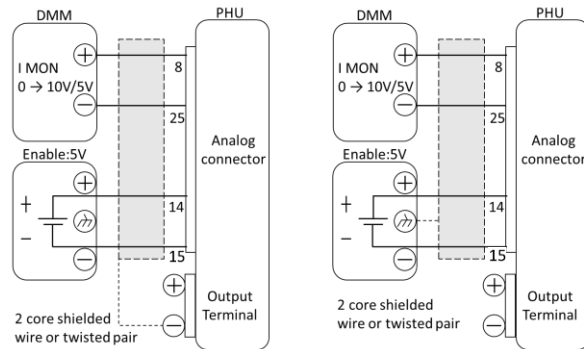 DMM
PHU
I MON
0 → 10V/5V
8
25
Analog
connector
Enable:5V
14
15
Output
Terminal
2 core shielded
wire or twisted pair
DMM
PHU
I MON
0 → 10V/5V
8
25
Analog
connector
Enable:5V
14
15
Output
Terminal
2 core shielded
wire or twisted pair